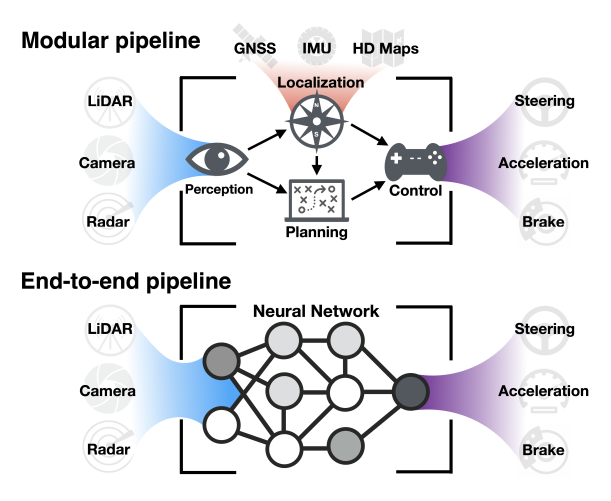 Modular pipeline
GNSS IMU HD Maps
Localization
LiDAR
Camera
Radar
Perception
Planning
Control
Steering
Acceleration
Brake
End-to-end pipeline
Neural Network
LiDAR
Camera
Radar
Steering
Acceleration
Brake